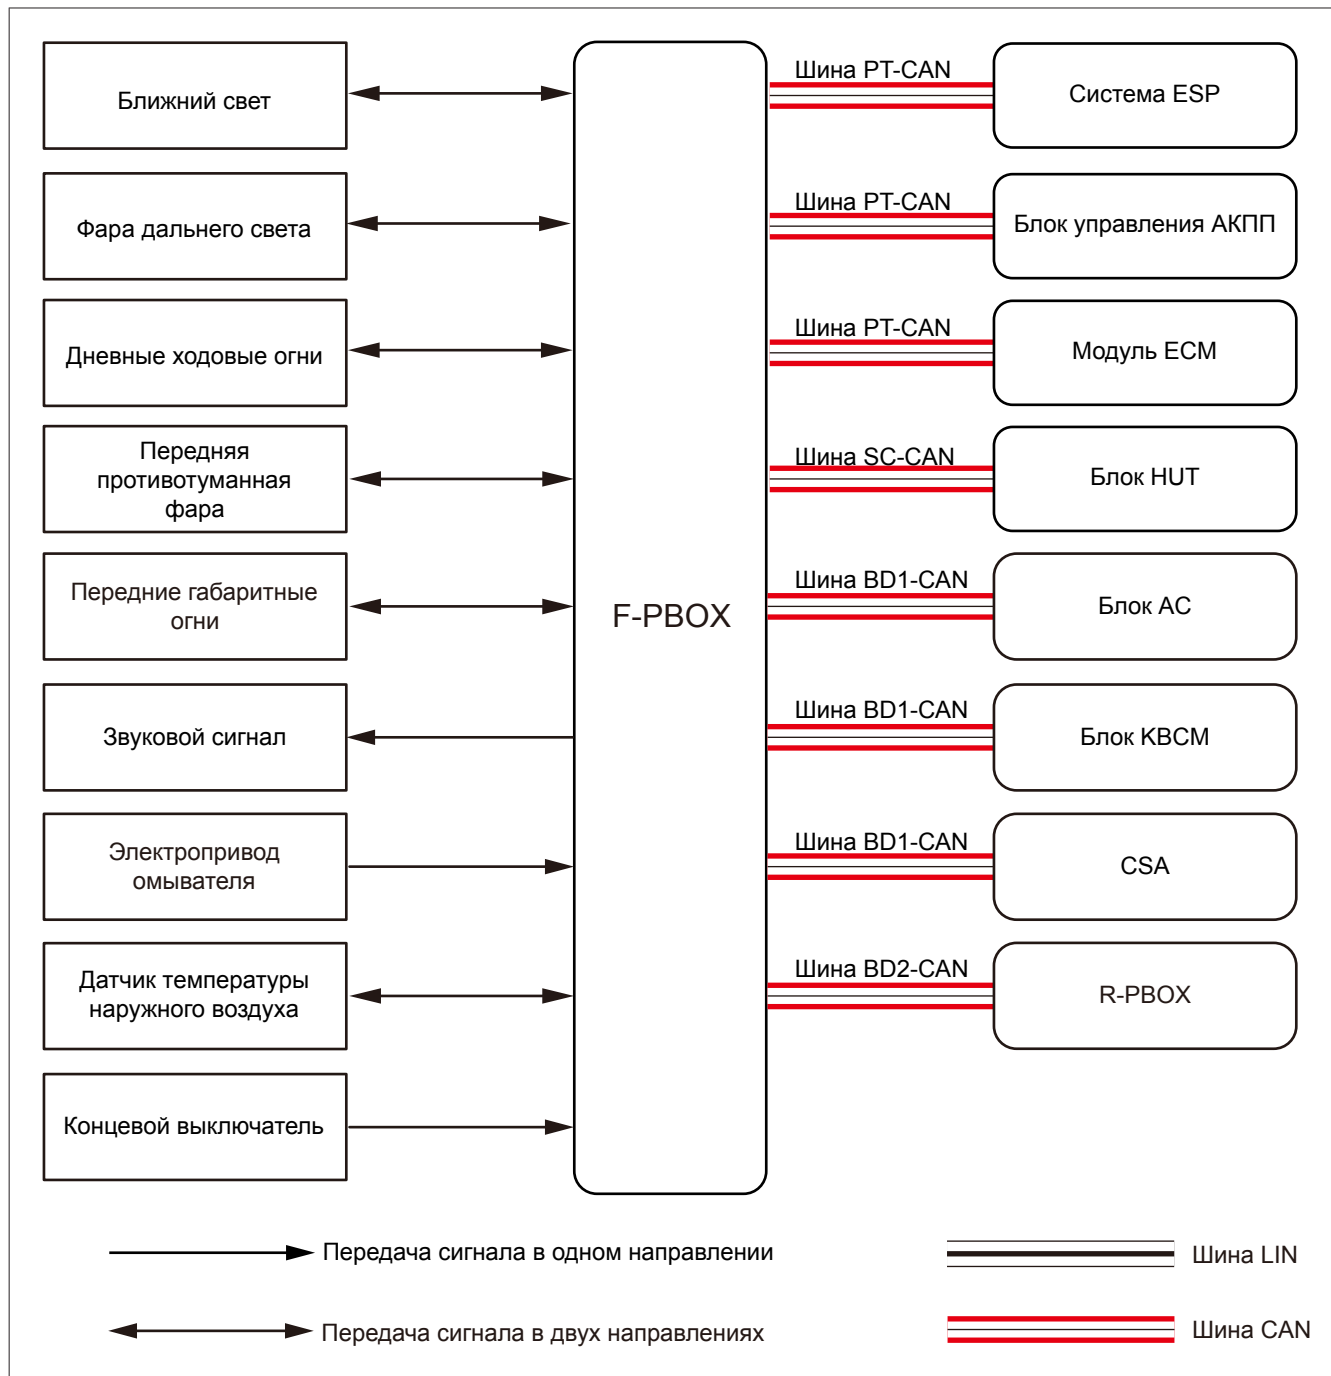 Ближний свет
Фара дальнего света
Дневные ходовые огни
Передняя
противотуманная
фара
Передние габаритные
огни
Звуковой сигнал
Электропривод
омывателя
Датчик температуры
наружного воздуха
Концевой выключатель
F-PBOX
Шина PT-CAN
Система ESP
Шина PT-CAN
Блок управления АКПП
Шина PT-CAN
Модуль ECM
Шина SC-CAN
Блок HUT
Шина BD1-CAN
Блок AC
Шина BD1-CAN
Блок KBCM
Шина BD1-CAN
CSA
Шина BD2-CAN
R-PBOX
Передача сигнала в одном направлении
Шина LIN
Передача сигнала в двух направлениях
Шина CAN